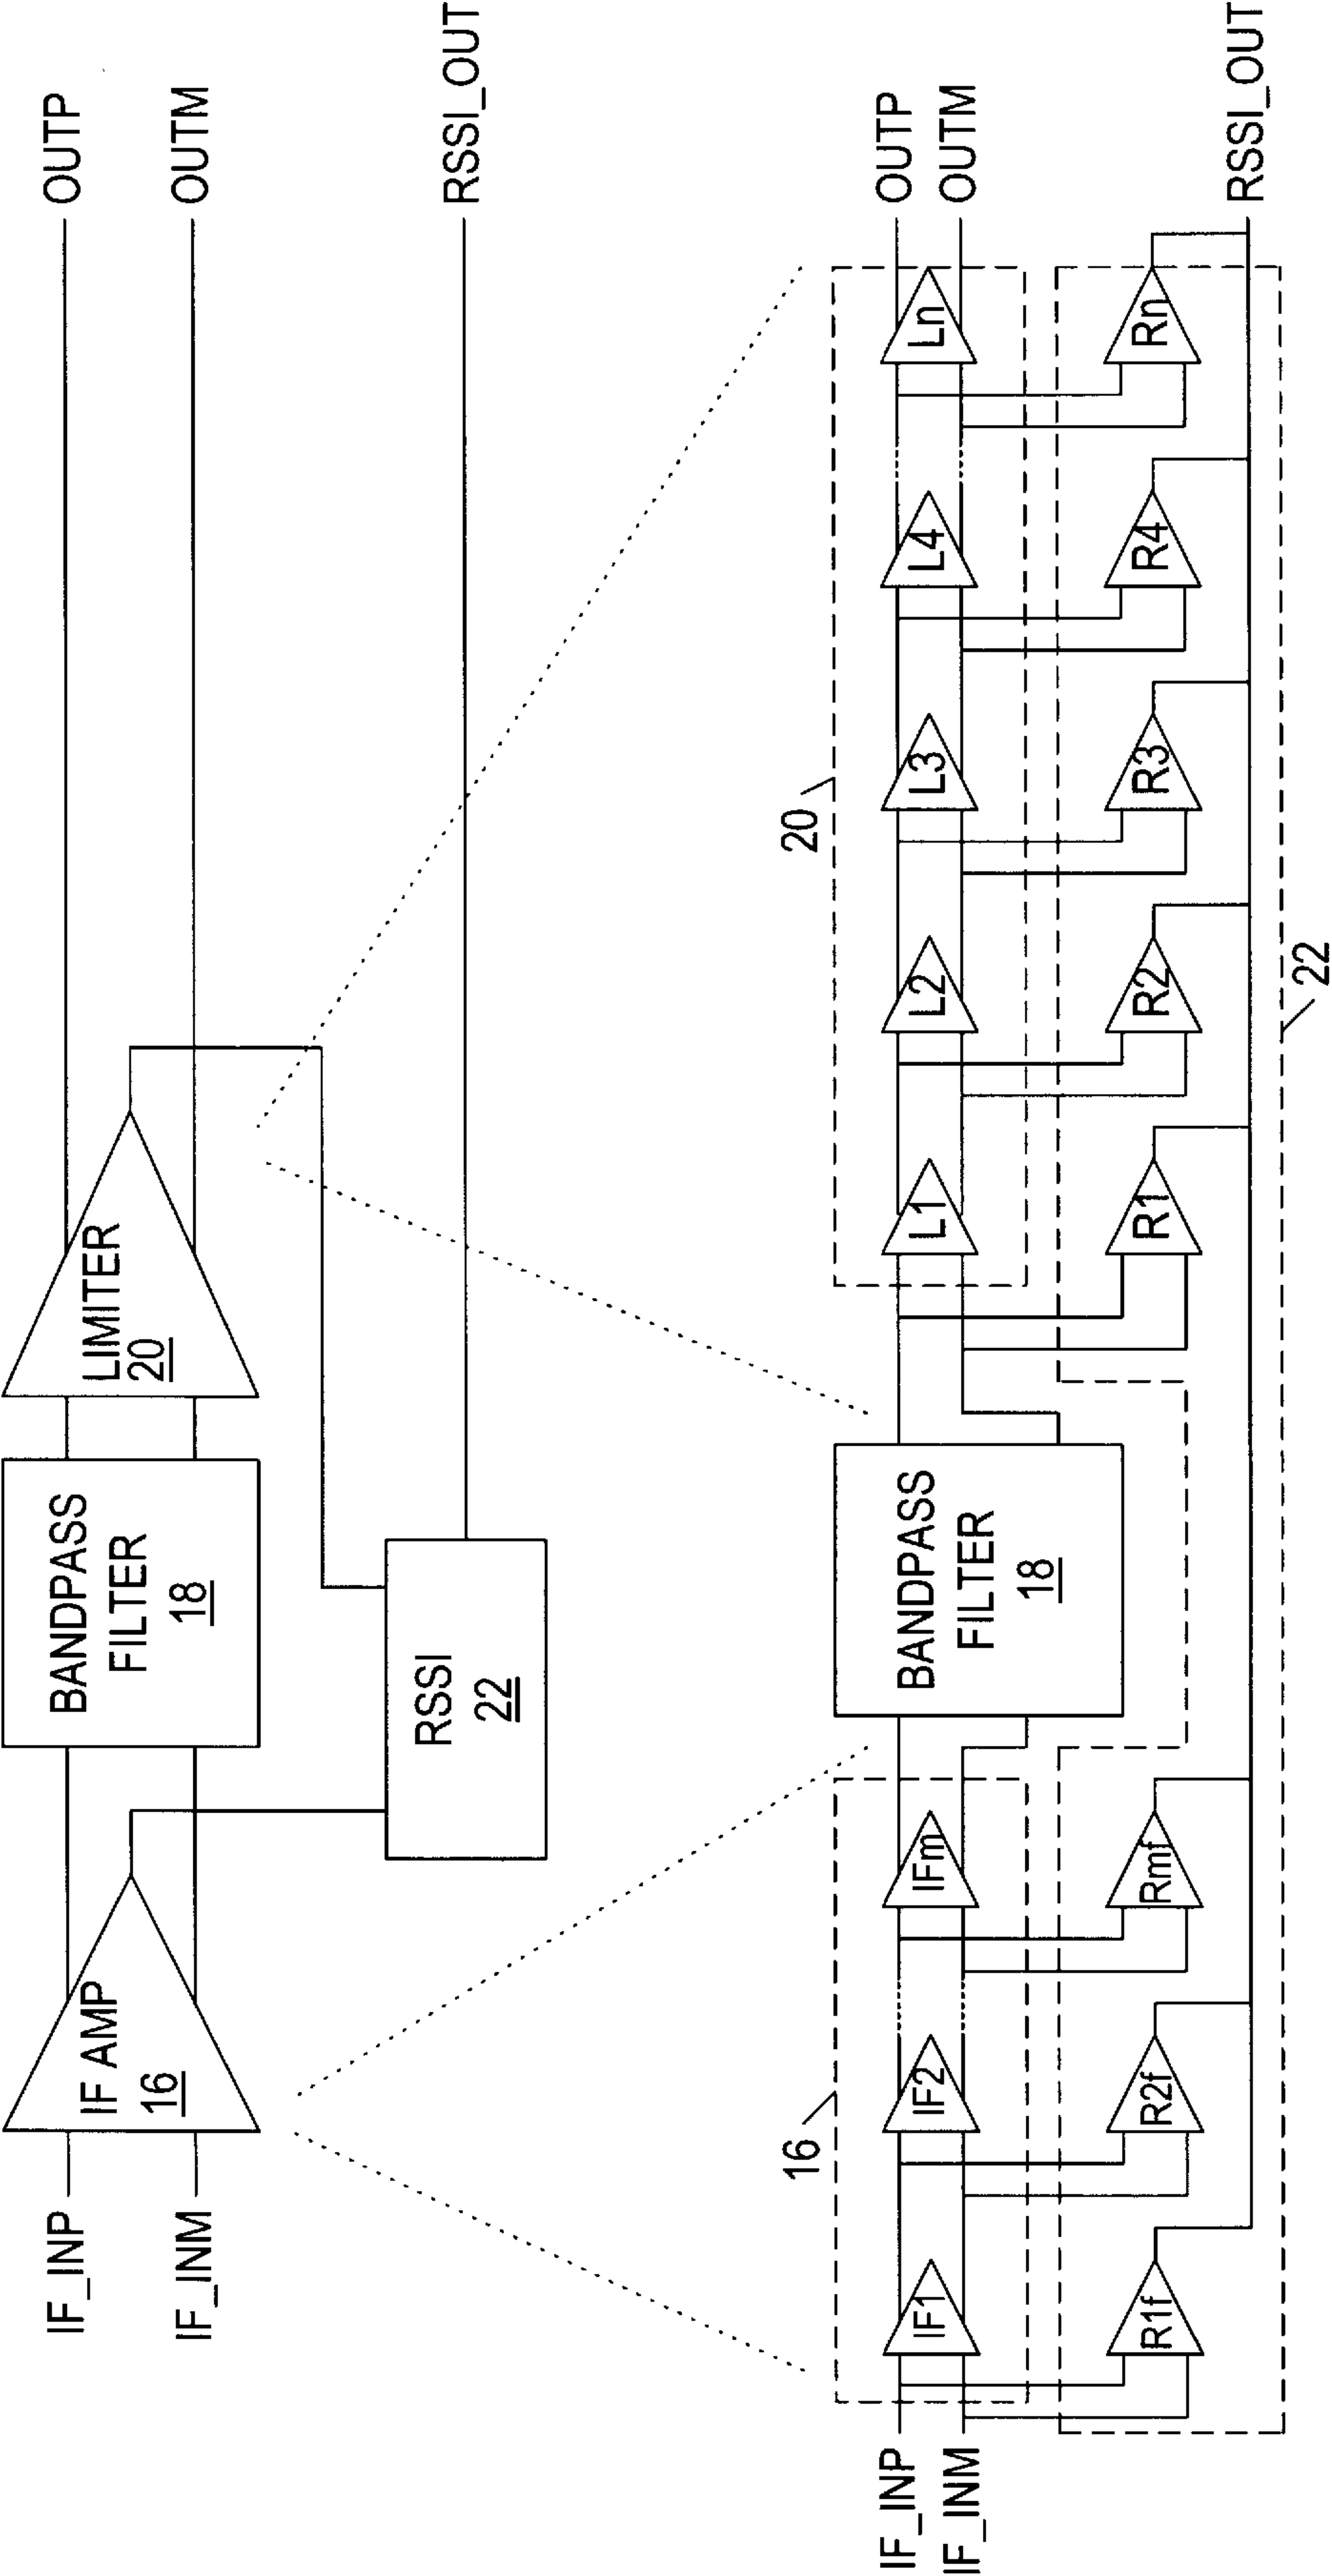 IF_INP
IF_INM
IF AMP
16
BANDPASS
FILTER
18
LIMITER
20
RSSI
22
OUTP
OUTM
RSSI_OUT
IF_INP
IF_INM
16
IF1
IF2
IFm
BANDPASS
FILTER
18
20
L1
L2
L3
L4
Ln
OUTP
OUTM
R1f
R2f
Rmf
R1
R2
R3
R4
Rn
RSSI_OUT
22